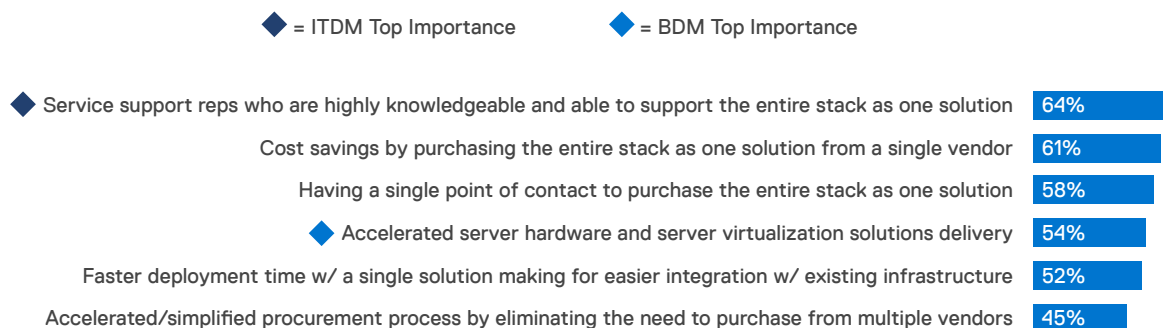 = ITDM Top Importance = BDM Top Importance
Service support reps who are highly knowledgeable and able to support the entire stack as one solution 64%
Cost savings by purchasing the entire stack as one solution from a single vendor 61%
Having a single point of contact to purchase the entire stack as one solution 58%
Accelerated server hardware and server virtualization solutions delivery 54%
Faster deployment time w/ a single solution making for easier integration w/ existing infrastructure 52%
Accelerated/simplified procurement process by eliminating the need to purchase from multiple vendors 45%